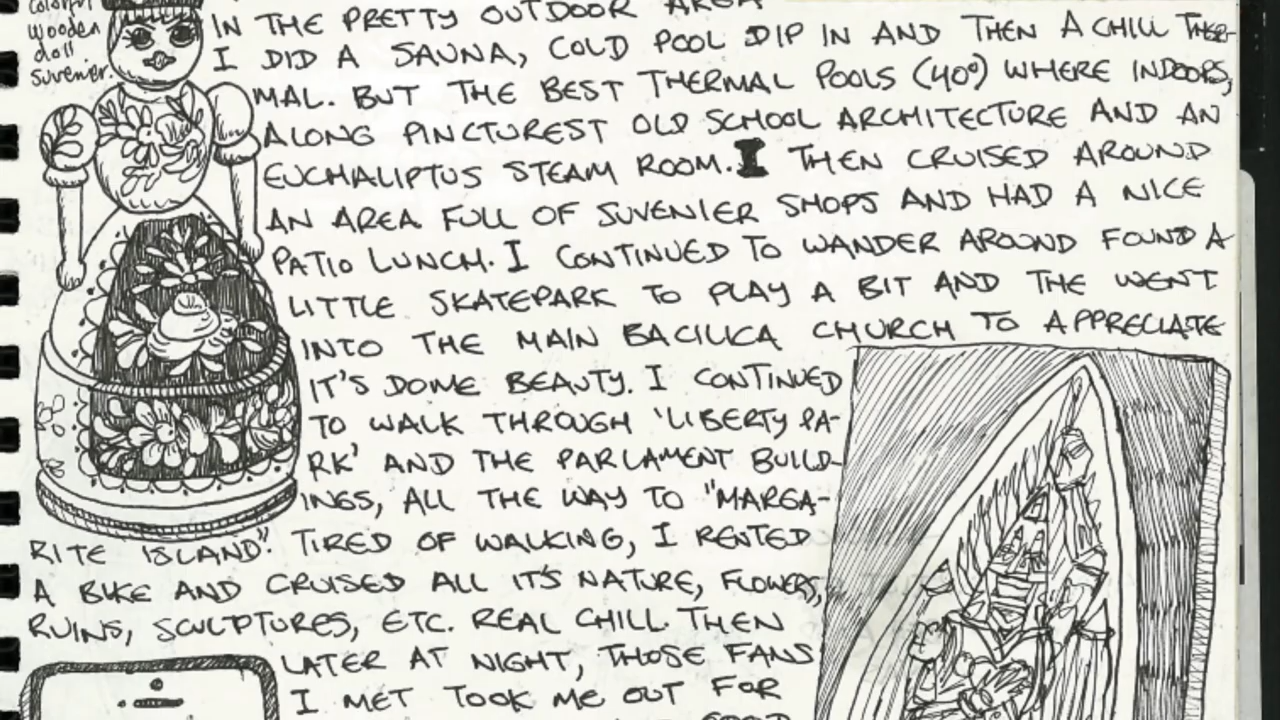 colorful
wooden
doll
suvenier.
IN THE PRETTY OUTDOOR AREA
I DID A SAUNA, COLD POOL DIP IN AND THEN A CHILL THER-
MAL. BUT THE BEST THERMAL POOLS (40°) WHERE INDOORS,
ALONG PINCTUREST OLD SCHOOL ARCHITECTURE AND AN
EUCHALIPTUS STEAM ROOM. I THEN CRUISED AROUND
AN AREA FULL OF SUVENIER SHOPS AND HAD A NICE
PATIO LUNCH. I CONTINUED TO WANDER AROUND FOUND A
LITTLE SKATEPARK TO PLAY A BIT AND THE WENT
INTO THE MAIN BACILICA CHURCH TO APPRECIATE
IT'S DOME BEAUTY. I CONTINUED
TO WALK THROUGH 'LIBERTY PA-
RK' AND THE PARLAMENT BUILD-
INGS, ALL THE WAY TO "MARGA-
RITE ISLAND". TIRED OF WALKING, I RENTED
A BIKE AND CRUISED ALL IT'S NATURE, FLOWERS,
RUINS, SCULPTURES, ETC. REAL CHILL. THEN
LATER AT NIGHT, THOSE FANS
I MET TOOK ME OUT FOR